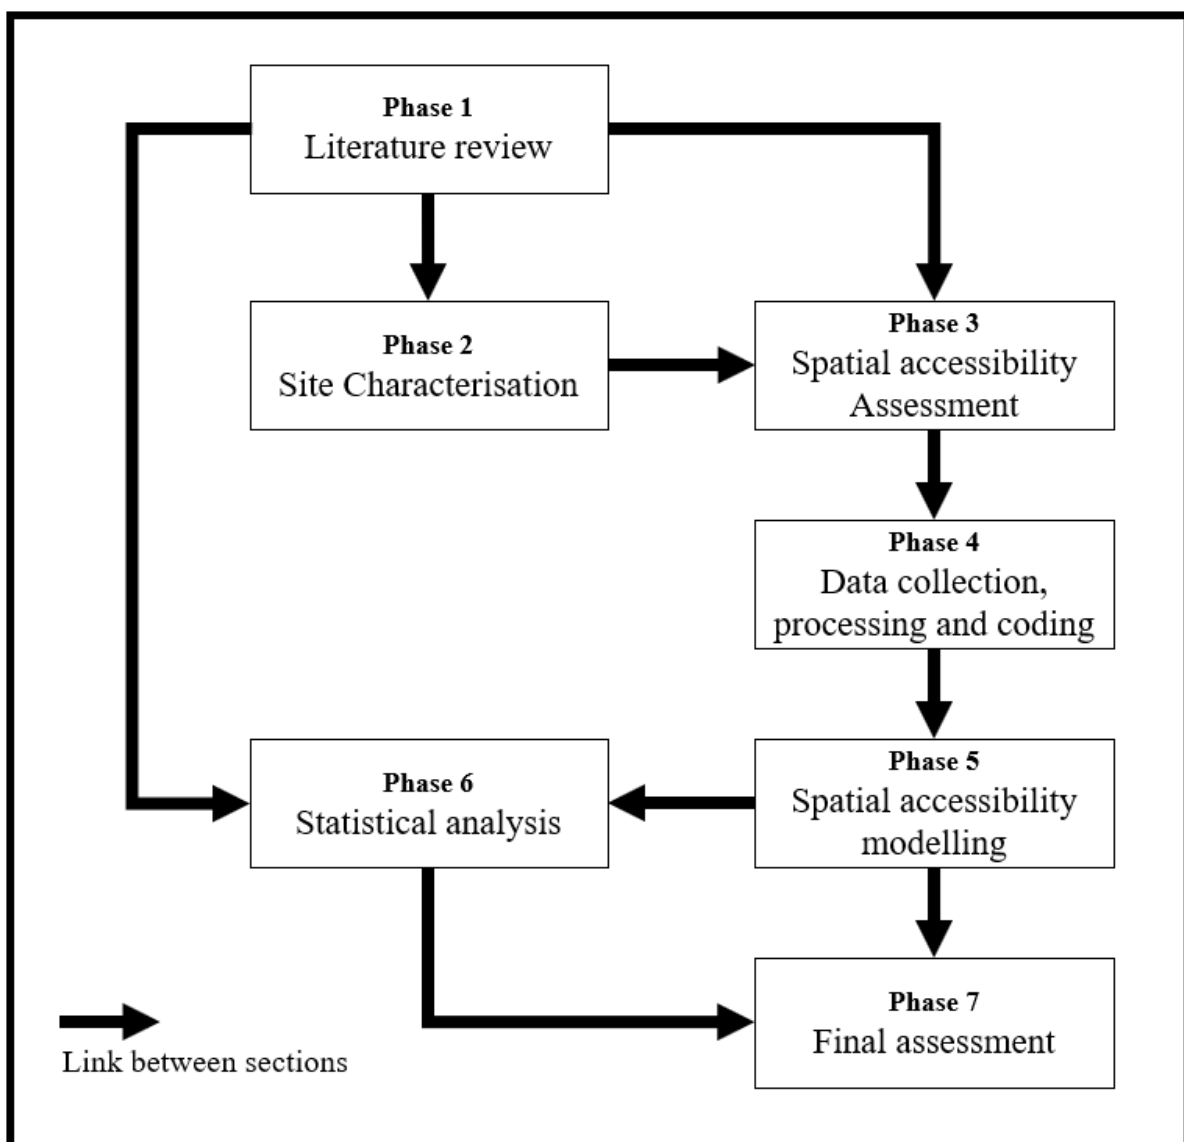 Phase 1
Literature review
Phase 2
Site Characterisation
Phase 3
Spatial accessibility
Assessment
Phase 4
Data collection,
processing and coding
Phase 5
Spatial accessibility
modelling
Phase 6
Statistical analysis
Phase 7
Final assessment
Link between sections